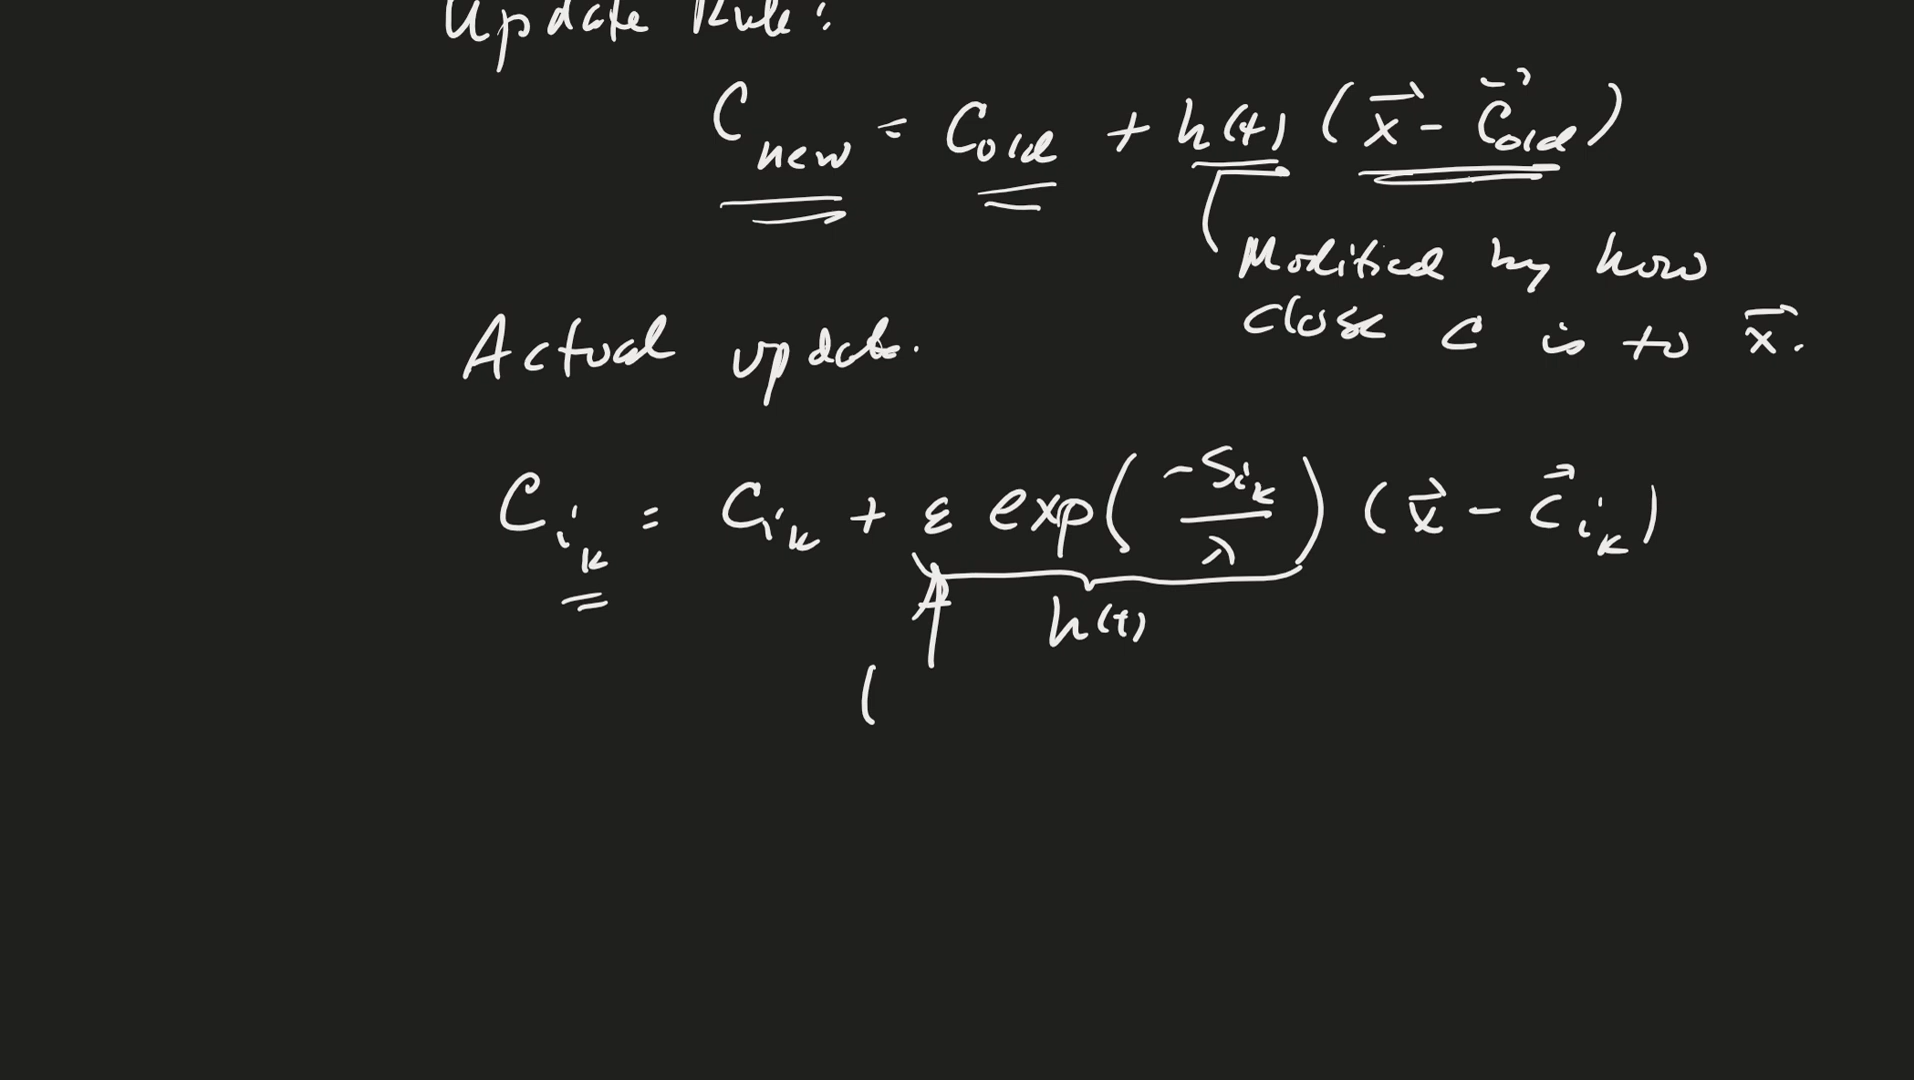 Update Rule:
C_new = C_old + h(t) (x⃗ - C⃗_old)
Modified by how
close C is to x⃗.
Actual update.
C_{i_k} = C_{i_k} + ε exp(-S_{i_k}/λ) (x⃗ - C⃗_{i_k})
h(t)
(